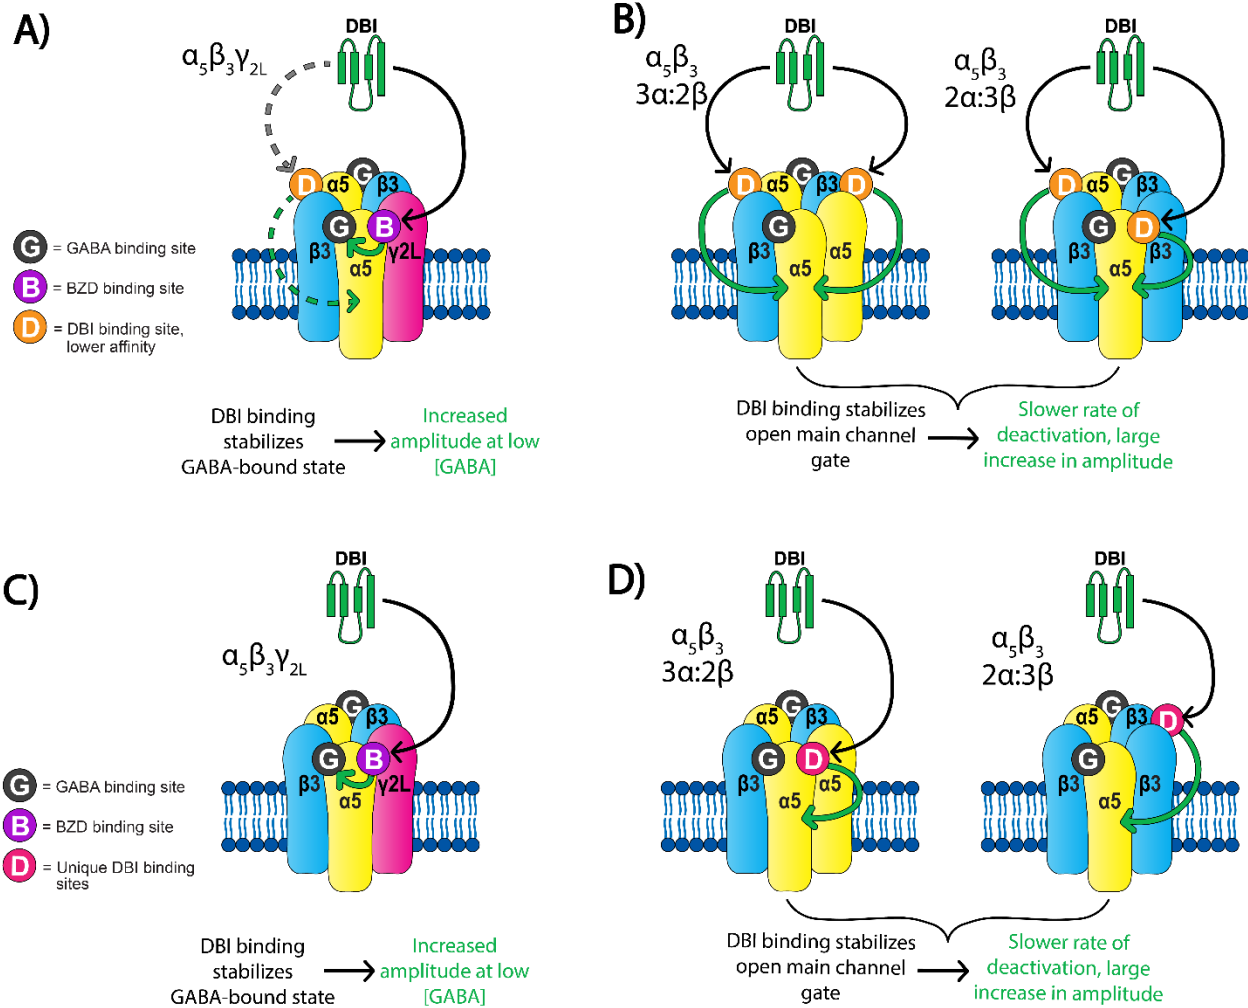 A)
DBI
α5β3γ2L
D
α5
G
β3
G
B
β3
γ2L
α5
G = GABA binding site
B = BZD binding site
D = DBI binding site,
lower affinity
DBI binding
stabilizes
GABA-bound state
Increased
amplitude at low
[GABA]
B)
DBI
α5β3
3α:2β
D
α5
G
β3
D
G
β3
α5
α5
DBI
α5β3
2α:3β
D
α5
G
β3
G
D
β3
β3
α5
DBI binding stabilizes
open main channel
gate
Slower rate of
deactivation, large
increase in amplitude
C)
DBI
α5β3γ2L
α5
G
β3
G
B
β3
γ2L
α5
G = GABA binding site
B = BZD binding site
D = Unique DBI binding
sites
DBI binding
stabilizes
GABA-bound state
Increased
amplitude at low
[GABA]
D)
DBI
α5β3
3α:2β
α5
G
β3
G
D
β3
α5
α5
DBI
α5β3
2α:3β
α5
G
β3
D
G
β3
β3
α5
DBI binding stabilizes
open main channel
gate
Slower rate of
deactivation, large
increase in amplitude